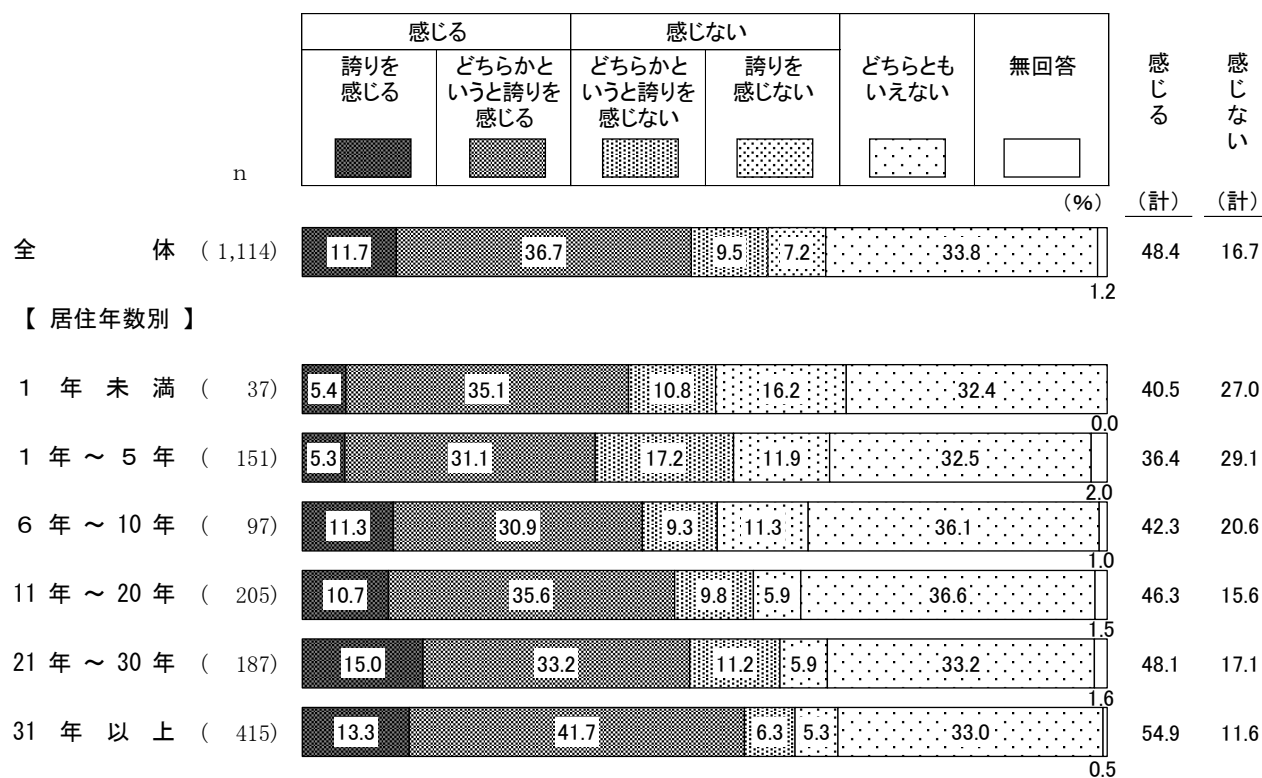 感じる 感じない
誇りを
感じる
どちらかと
いうと誇りを
感じる
どちらかと
いうと誇りを
感じない
誇りを
感じない
どちらとも
いえない
無回答
感じる
感じない
n
(%) (計) (計)
全体 ( 1,114) 11.7 36.7 9.5 7.2 33.8 48.4 16.7
1.2
【 居住年数別 】
1 年 未 満 ( 37) 5.4 35.1 10.8 16.2 32.4 40.5 27.0
0.0
1 年 ~ 5 年 ( 151) 5.3 31.1 17.2 11.9 32.5 36.4 29.1
2.0
6 年 ~ 10 年 ( 97) 11.3 30.9 9.3 11.3 36.1 42.3 20.6
1.0
11 年 ~ 20 年 ( 205) 10.7 35.6 9.8 5.9 36.6 46.3 15.6
1.5
21 年 ~ 30 年 ( 187) 15.0 33.2 11.2 5.9 33.2 48.1 17.1
1.6
31 年 以 上 ( 415) 13.3 41.7 6.3 5.3 33.0 54.9 11.6
0.5